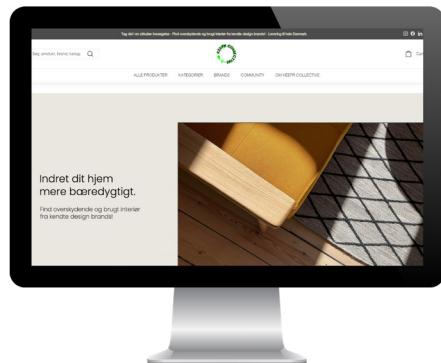 Tag del i en cirkulær bevægelse - Find overskydende og brugt interiør fra kendte design brands! - Levering til hele Danmark
Søg: produkt, brand, katego
ALLE PRODUKTER KATEGORIER BRANDS COMMUNITY OM KEEPR COLLECTIVE
Indret dit hjem
mere bæredygtigt.
Find overskydende og brugt interiør
fra kendte design brands!